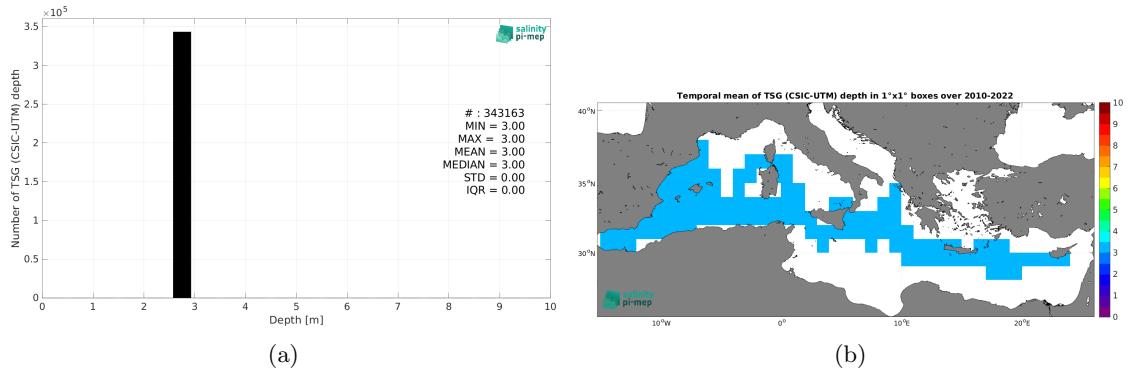 ×10⁵
3.5
3
2.5
2
1.5
1
0.5
0
Number of TSG (CSIC-UTM) depth
salinity
pi-mep
# : 343163
MIN = 3.00
MAX = 3.00
MEAN = 3.00
MEDIAN = 3.00
STD = 0.00
IQR = 0.00
0 1 2 3 4 5 6 7 8 9 10
Depth [m]
(a)
Temporal mean of TSG (CSIC-UTM) depth in 1°x1° boxes over 2010-2022
40°N
35°N
30°N
10°W 0° 10°E 20°E
salinity
pi-mep
10
9
8
7
6
5
4
3
2
1
0
(b)